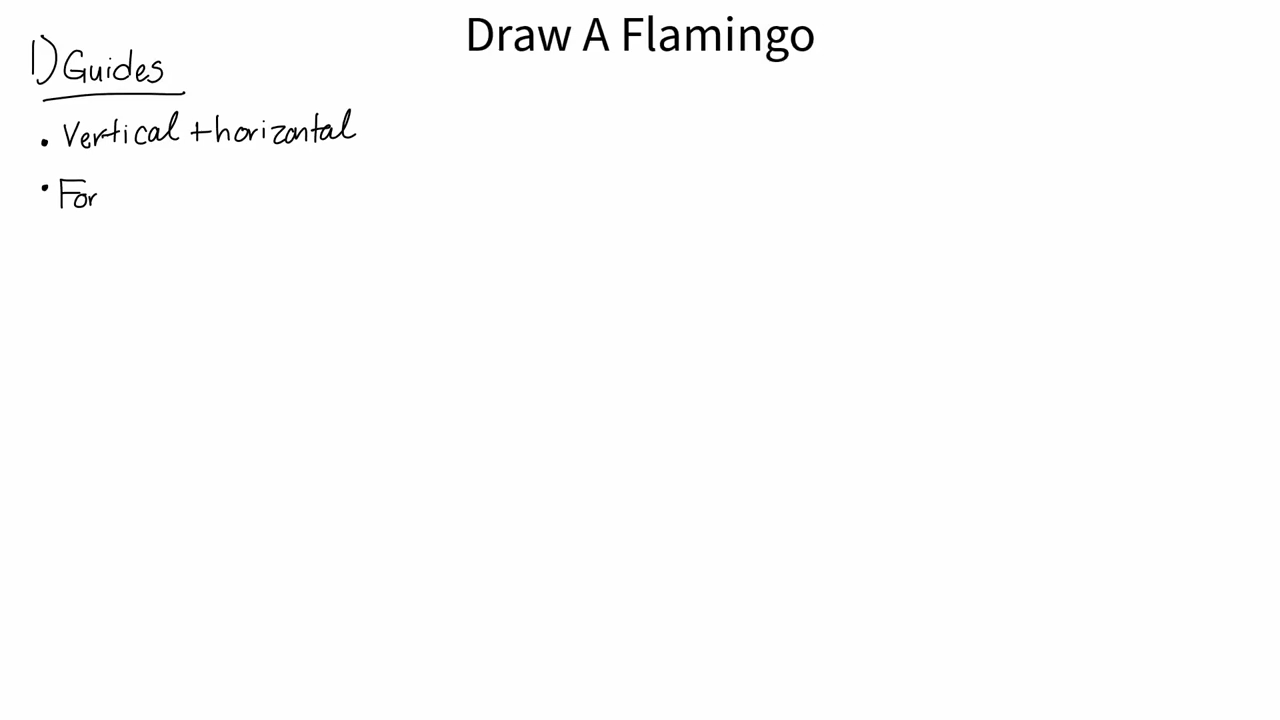 Draw A Flamingo
1) Guides
• Vertical + horizontal
• For